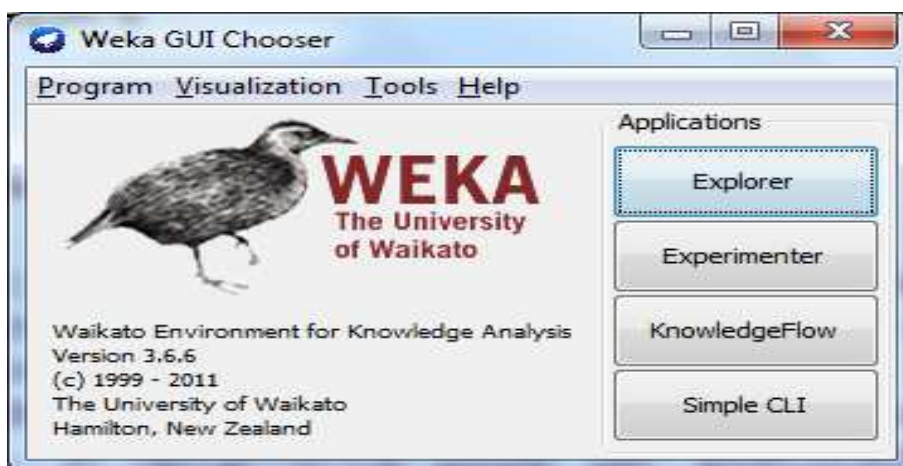 Weka GUI Chooser
Program Visualization Tools Help
WEKA
The University
of Waikato
Waikato Environment for Knowledge Analysis
Version 3.6.6
(c) 1999 - 2011
The University of Waikato
Hamilton, New Zealand
Applications
Explorer
Experimenter
KnowledgeFlow
Simple CLI